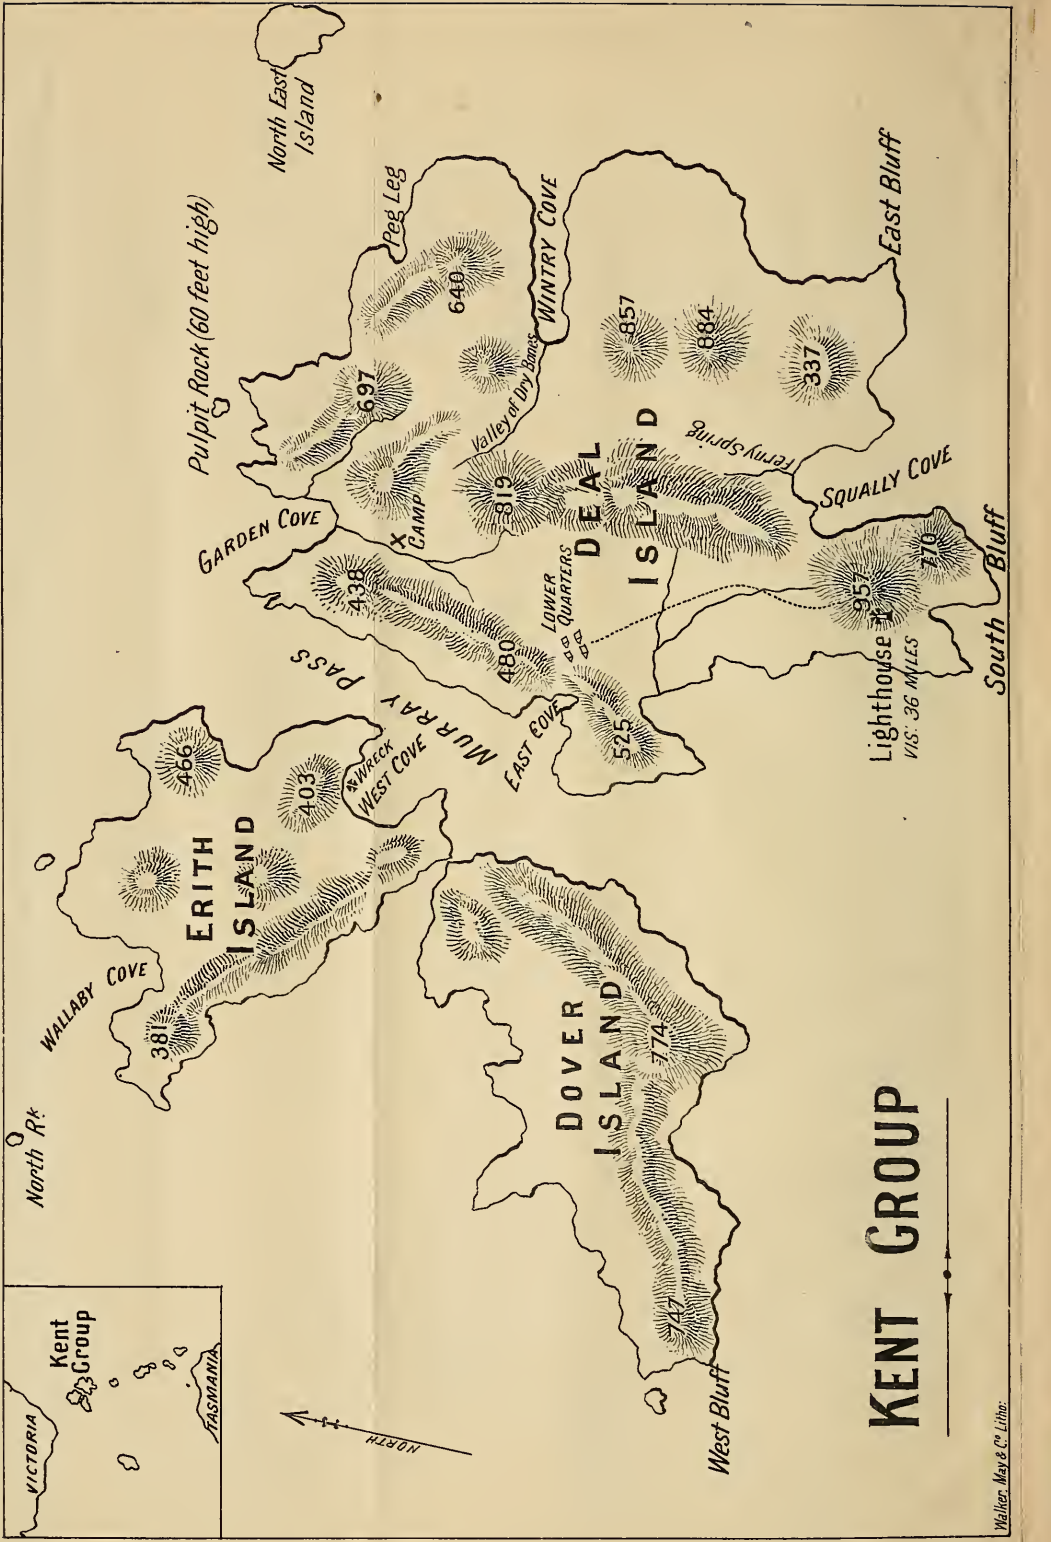 KENT GROUP
VICTORIA
Kent
Group
TASMANIA
NORTH
North Rk.
WALLABY COVE
381
ERITH
ISLAND
466
403
WRECK
WEST COVE
MURRAY PASS
DOVER
ISLAND
774
747
West Bluff
North East
Island
Pulpit Rock (60 feet high)
Peg Leg
640
697
GARDEN COVE
CAMP
Valley of Dry Bones
WINTRY COVE
438
480
819
DEAL
ISLAND
LOWER
QUARTERS
EAST COVE
525
857
884
337
Ferny Spring
East Bluff
SQUALLY COVE
957
770
Lighthouse
VIS: 36 MILES
South Bluff
Walker, May & Co. Litho: